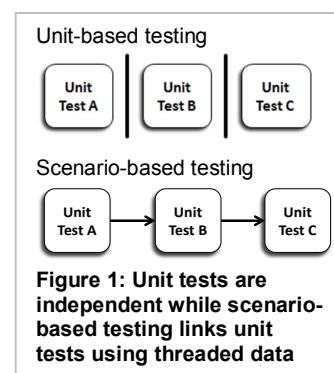 Unit-based testing
Unit Unit Unit
Test A Test B Test C
Scenario-based testing
Unit Unit Unit
Test A Test B Test C
Figure 1: Unit tests are
independent while scenario-
based testing links unit
tests using threaded data